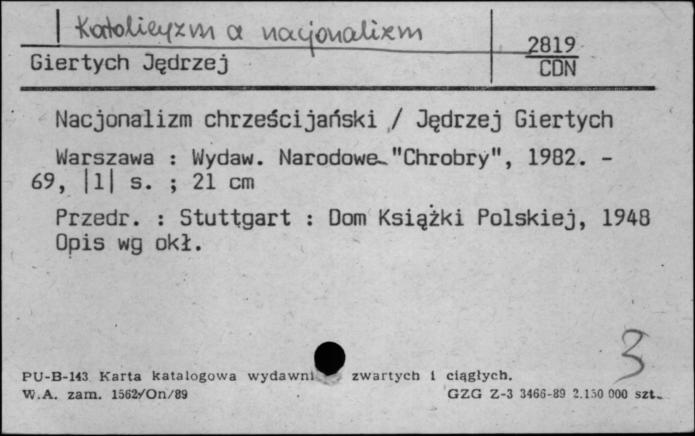 Katolicyzm a nacjonalizm
Giertych Jędrzej
2819
CDN
Nacjonalizm chrześcijański / Jędrzej Giertych
Warszawa : Wydaw. Narodowe "Chrobry", 1982. -
69, |1| s. ; 21 cm
Przedr. : Stuttgart : Dom Książki Polskiej, 1948
Opis wg okł.
3
PU-B-143 Karta katalogowa wydawni zwartych i ciągłych.
W.A. zam. 1562/On/89 GZG Z-3 3466-89 2.150 000 szt.